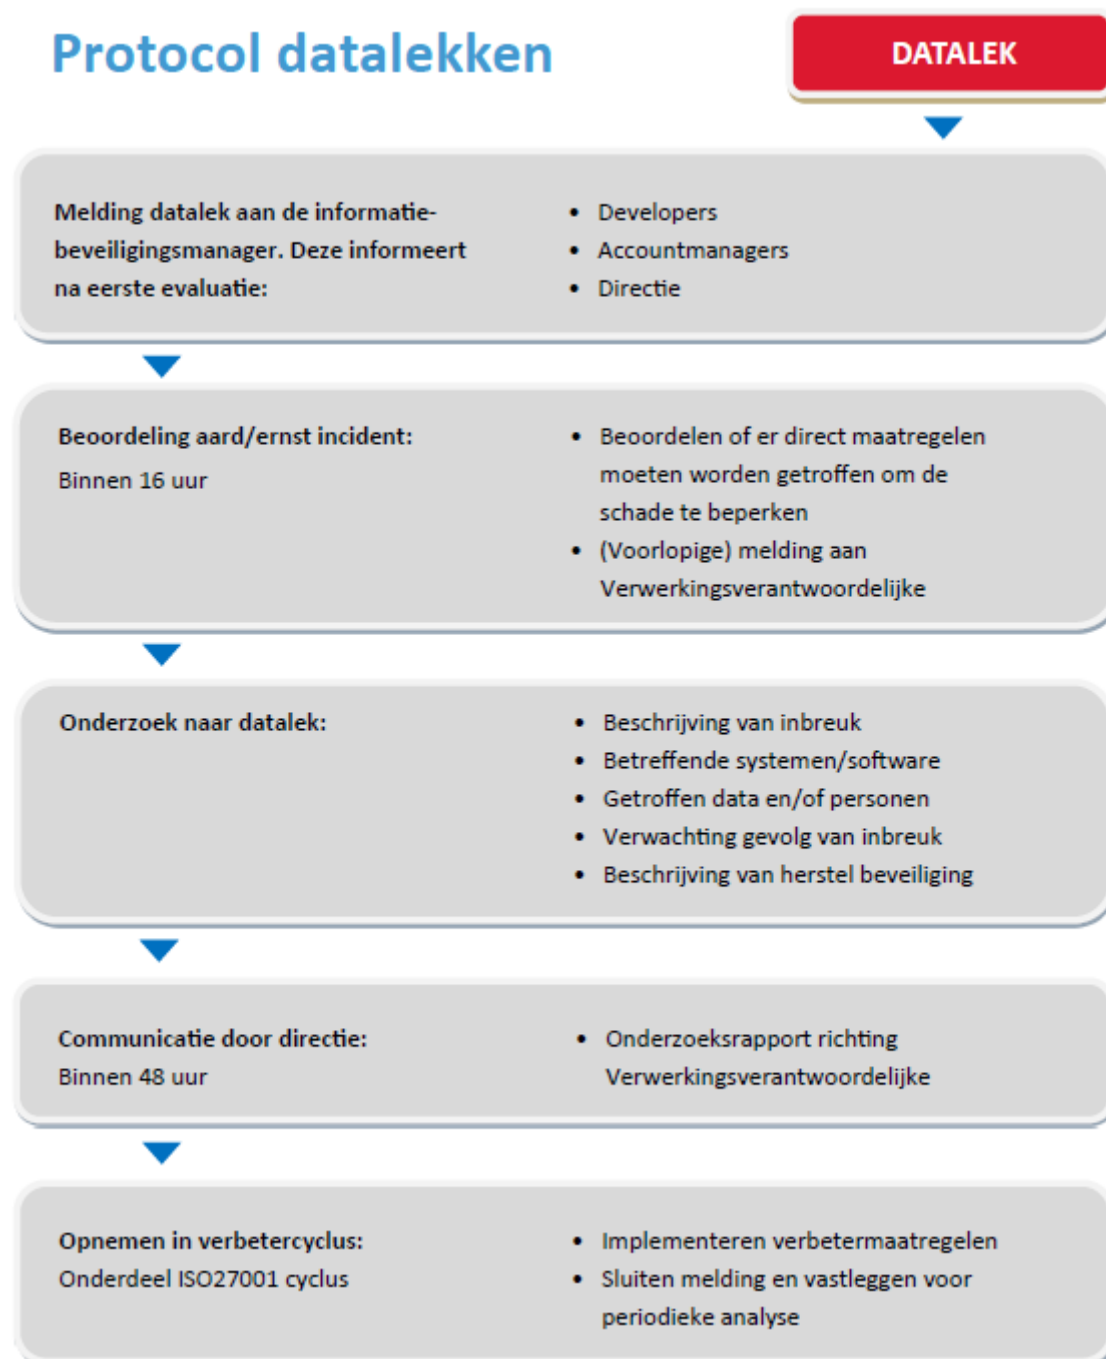 Protocol datalekken
DATALEK
Melding datalek aan de informatie-
beveiligingsmanager. Deze informeert
na eerste evaluatie:
• Developers
• Accountmanagers
• Directie
Beoordeling aard/ernst incident:
Binnen 16 uur
• Beoordelen of er direct maatregelen
moeten worden getroffen om de
schade te beperken
• (Voorlopige) melding aan
Verwerkingsverantwoordelijke
Onderzoek naar datalek:
• Beschrijving van inbreuk
• Betreffende systemen/software
• Getroffen data en/of personen
• Verwachting gevolg van inbreuk
• Beschrijving van herstel beveiliging
Communicatie door directie:
Binnen 48 uur
• Onderzoeksrapport richting
Verwerkingsverantwoordelijke
Opnemen in verbetercyclus:
Onderdeel ISO27001 cyclus
• Implementeren verbetermaatregelen
• Sluiten melding en vastleggen voor
periodieke analyse